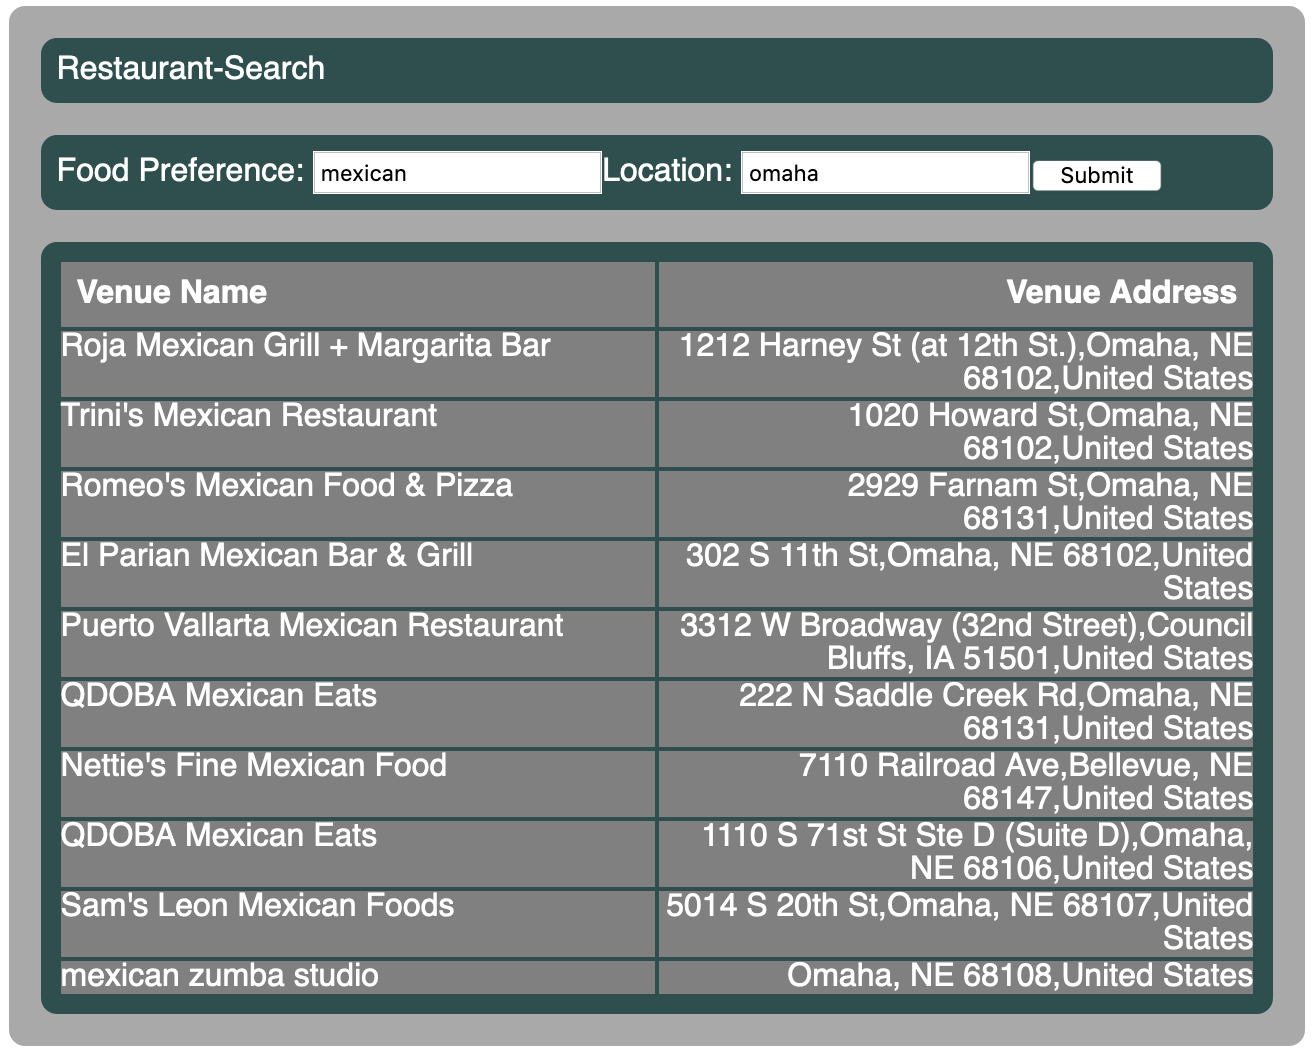 Restaurant-Search
Food Preference: mexican Location: omaha Submit
Venue Name Venue Address
Roja Mexican Grill + Margarita Bar 1212 Harney St (at 12th St.),Omaha, NE
68102,United States
Trini's Mexican Restaurant 1020 Howard St,Omaha, NE
68102,United States
Romeo's Mexican Food & Pizza 2929 Farnam St,Omaha, NE
68131,United States
El Parian Mexican Bar & Grill 302 S 11th St,Omaha, NE 68102,United
States
Puerto Vallarta Mexican Restaurant 3312 W Broadway (32nd Street),Council
Bluffs, IA 51501,United States
QDOBA Mexican Eats 222 N Saddle Creek Rd,Omaha, NE
68131,United States
Nettie's Fine Mexican Food 7110 Railroad Ave,Bellevue, NE
68147,United States
QDOBA Mexican Eats 1110 S 71st St Ste D (Suite D),Omaha,
NE 68106,United States
Sam's Leon Mexican Foods 5014 S 20th St,Omaha, NE 68107,United
States
mexican zumba studio Omaha, NE 68108,United States